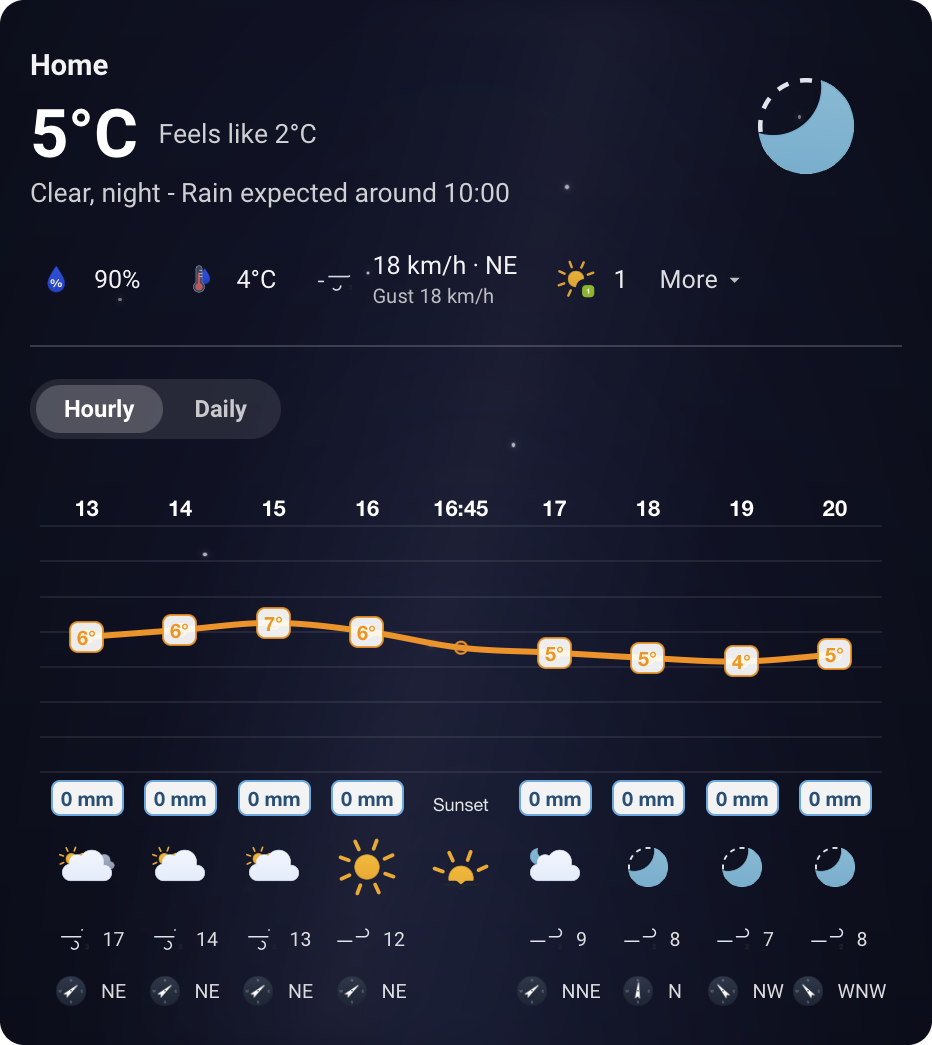 Home
5°C Feels like 2°C
Clear, night - Rain expected around 10:00
% 90% 4°C 18 km/h · NE 1 More
Gust 18 km/h
Hourly Daily
13 14 15 16 16:45 17 18 19 20
6° 6° 7° 6° 5° 5° 4° 5°
0 mm 0 mm 0 mm 0 mm Sunset 0 mm 0 mm 0 mm 0 mm
17 14 13 12 9 8 7 8
NE NE NE NE NNE N NW WNW